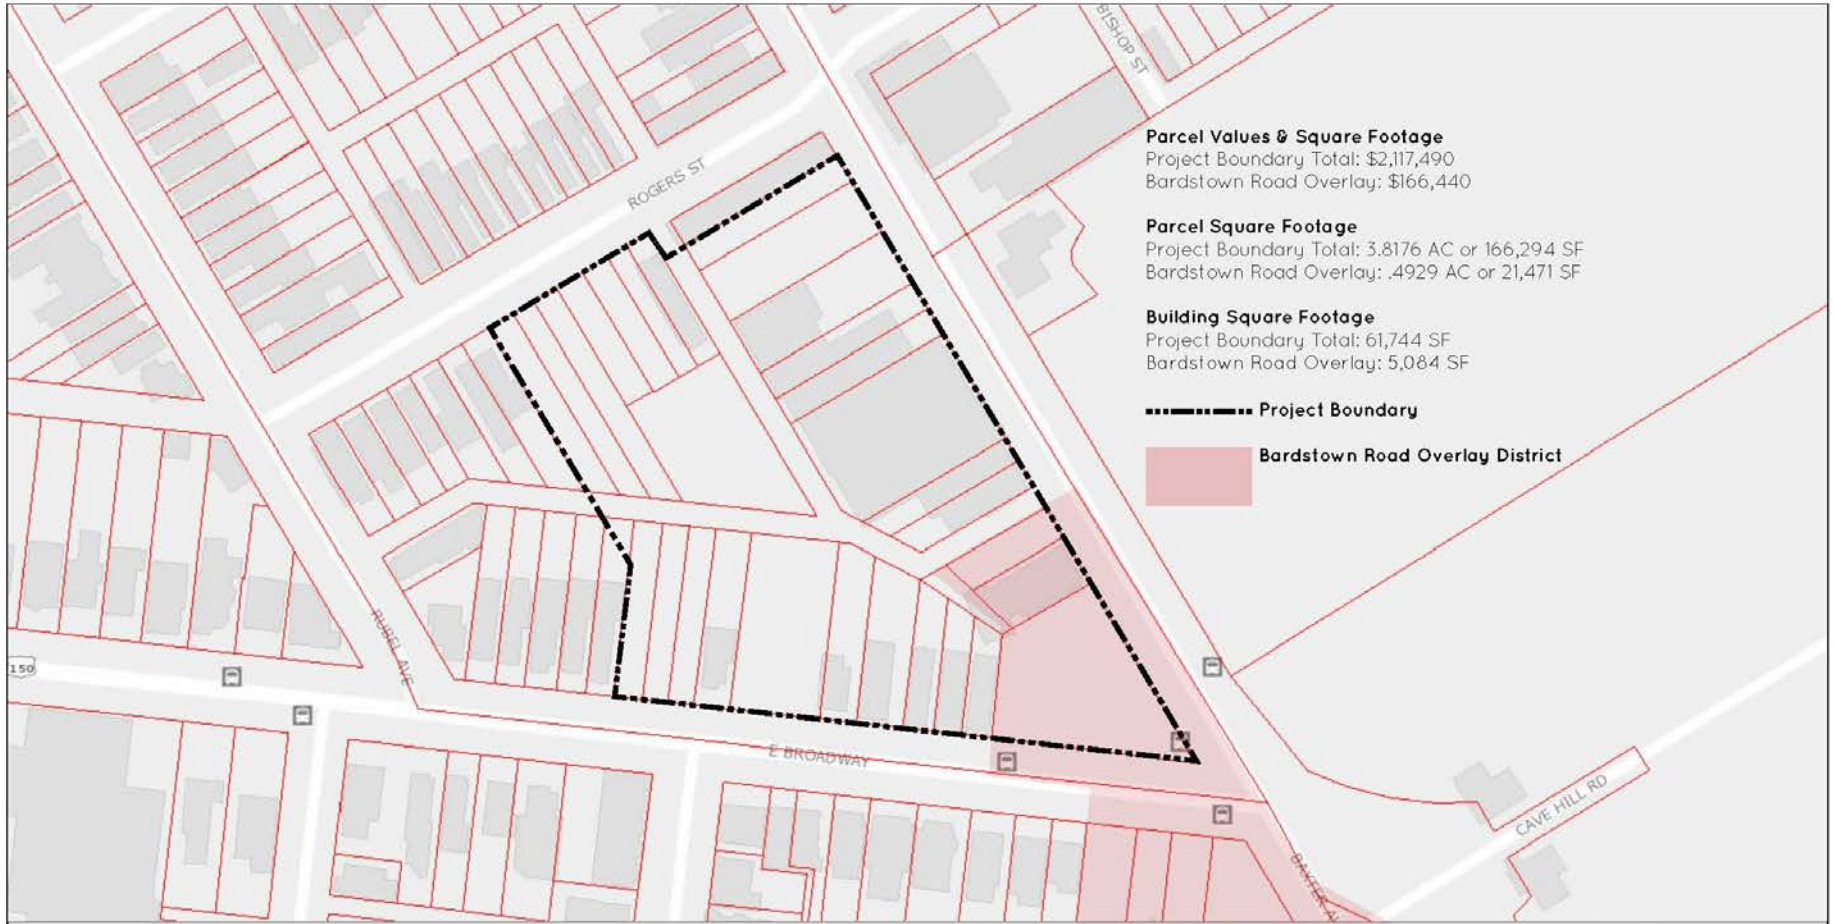 BISHOP ST
Parcel Values & Square Footage
Project Boundary Total: $2,117,490
Bardstown Road Overlay: $166,440
ROGERS ST
Parcel Square Footage
Project Boundary Total: 3.8176 AC or 166,294 SF
Bardstown Road Overlay: .4929 AC or 21,471 SF
Building Square Footage
Project Boundary Total: 61,744 SF
Bardstown Road Overlay: 5,084 SF
Project Boundary
Bardstown Road Overlay District
RUBEL AVE
150
E BROADWAY
CAVE HILL RD
BAXTER